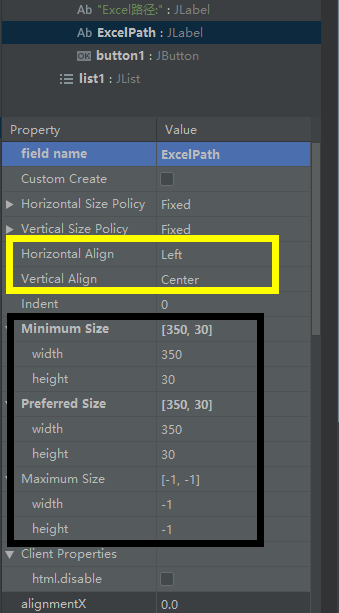 Ab "Excel路径:" : JLabel
Ab ExcelPath : JLabel
OK button1 : JButton
list1 : JList
Property Value
field name ExcelPath
Custom Create
Horizontal Size Policy Fixed
Vertical Size Policy Fixed
Horizontal Align Left
Vertical Align Center
Indent 0
Minimum Size [350, 30]
width 350
height 30
Preferred Size [350, 30]
width 350
height 30
Maximum Size [-1, -1]
width -1
height -1
Client Properties
html.disable
alignmentX 0.0